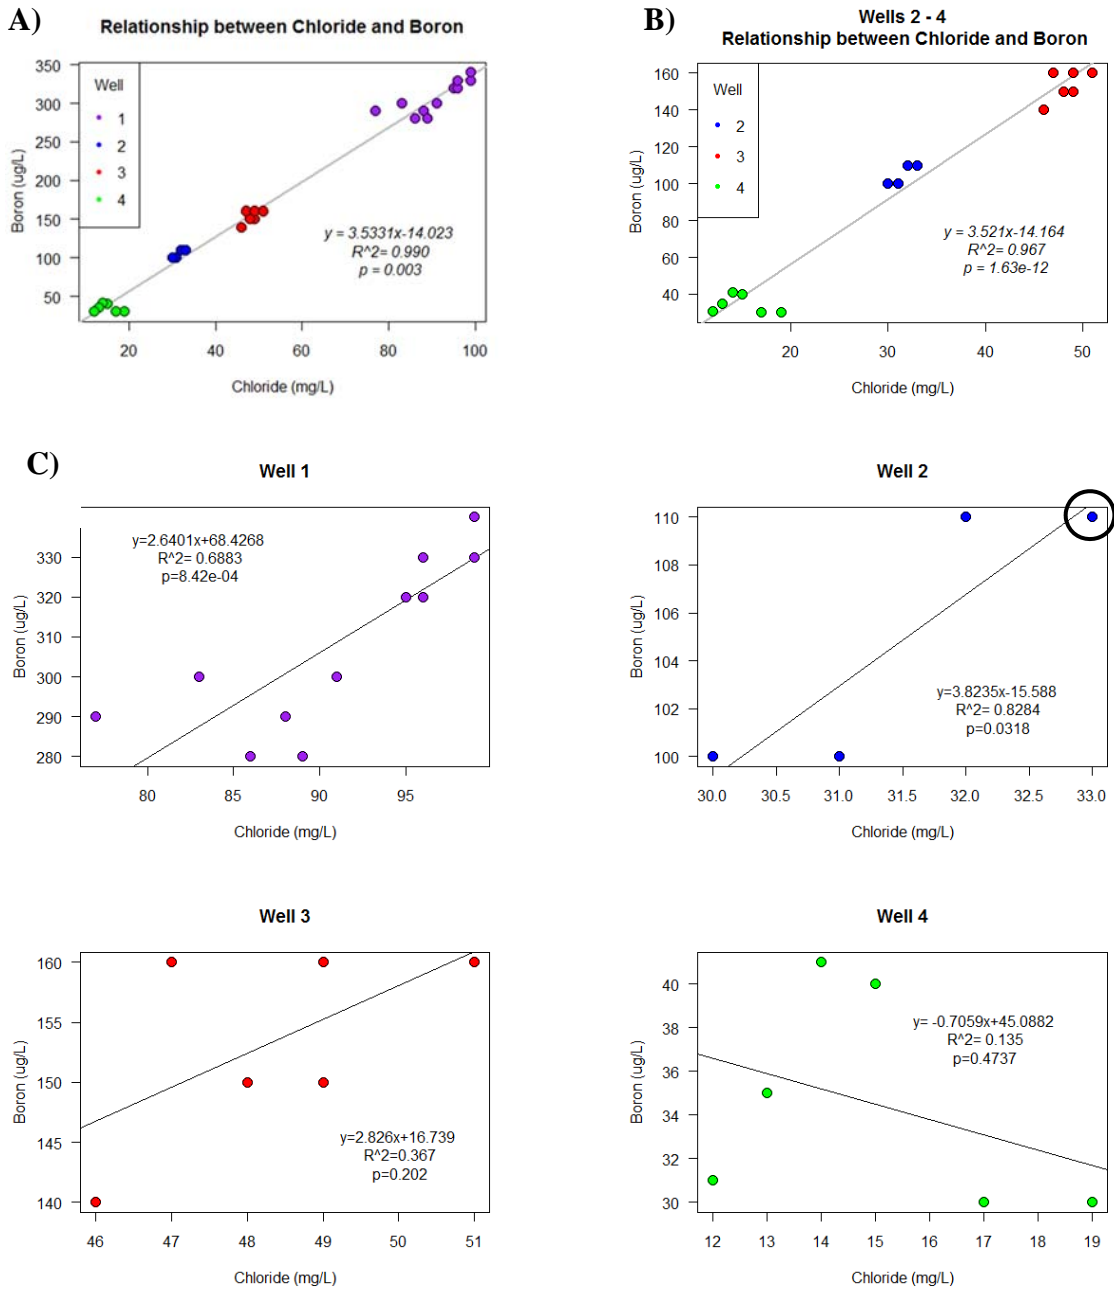 A)
Relationship between Chloride and Boron
Well
1
2
3
4
350
300
250
200
150
100
50
Boron (ug/L)
y = 3.5331x-14.023
R^2= 0.990
p = 0.003
20 40 60 80 100
Chloride (mg/L)
B)
Wells 2 - 4
Relationship between Chloride and Boron
Well
2
3
4
160
140
120
100
80
60
40
Boron (ug/L)
y = 3.521x-14.164
R^2= 0.967
p = 1.63e-12
20 30 40 50
Chloride (mg/L)
C)
Well 1
y=2.6401x+68.4268
R^2= 0.6883
p=8.42e-04
330
320
310
300
290
280
Boron (ug/L)
80 85 90 95
Chloride (mg/L)
Well 2
110
108
106
104
102
100
Boron (ug/L)
y=3.8235x-15.588
R^2= 0.8284
p=0.0318
30.0 30.5 31.0 31.5 32.0 32.5 33.0
Chloride (mg/L)
Well 3
160
155
150
145
140
Boron (ug/L)
y=2.826x+16.739
R^2=0.367
p=0.202
46 47 48 49 50 51
Chloride (mg/L)
Well 4
40
38
36
34
32
30
Boron (ug/L)
y= -0.7059x+45.0882
R^2= 0.135
p=0.4737
12 13 14 15 16 17 18 19
Chloride (mg/L)